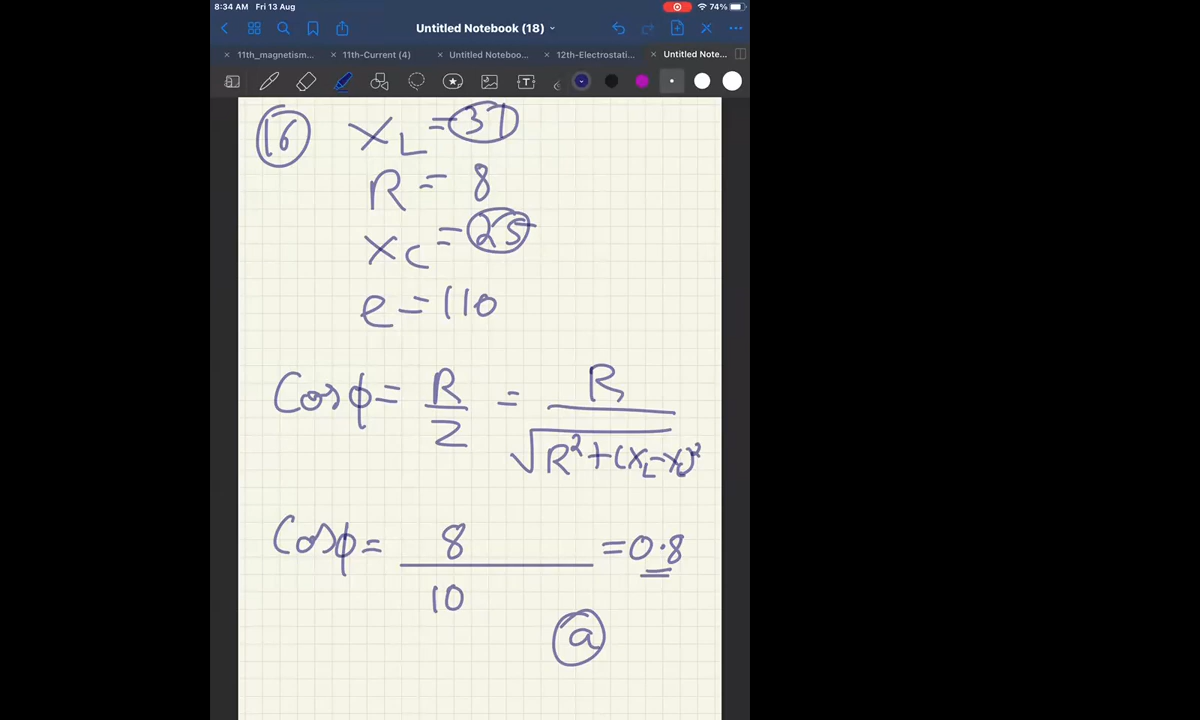 8:34 AM Fri 13 Aug 74%
Untitled Notebook (18)
11th_magnetism... 11th-Current (4) Untitled Noteboo... 12th-Electrostati... Untitled Note...
16 XL = 37
R = 8
XC = 25
e = 110
Cosϕ = R/Z = R/√R²+(XL-XC)²
Cosϕ = 8/10 = 0.8
a